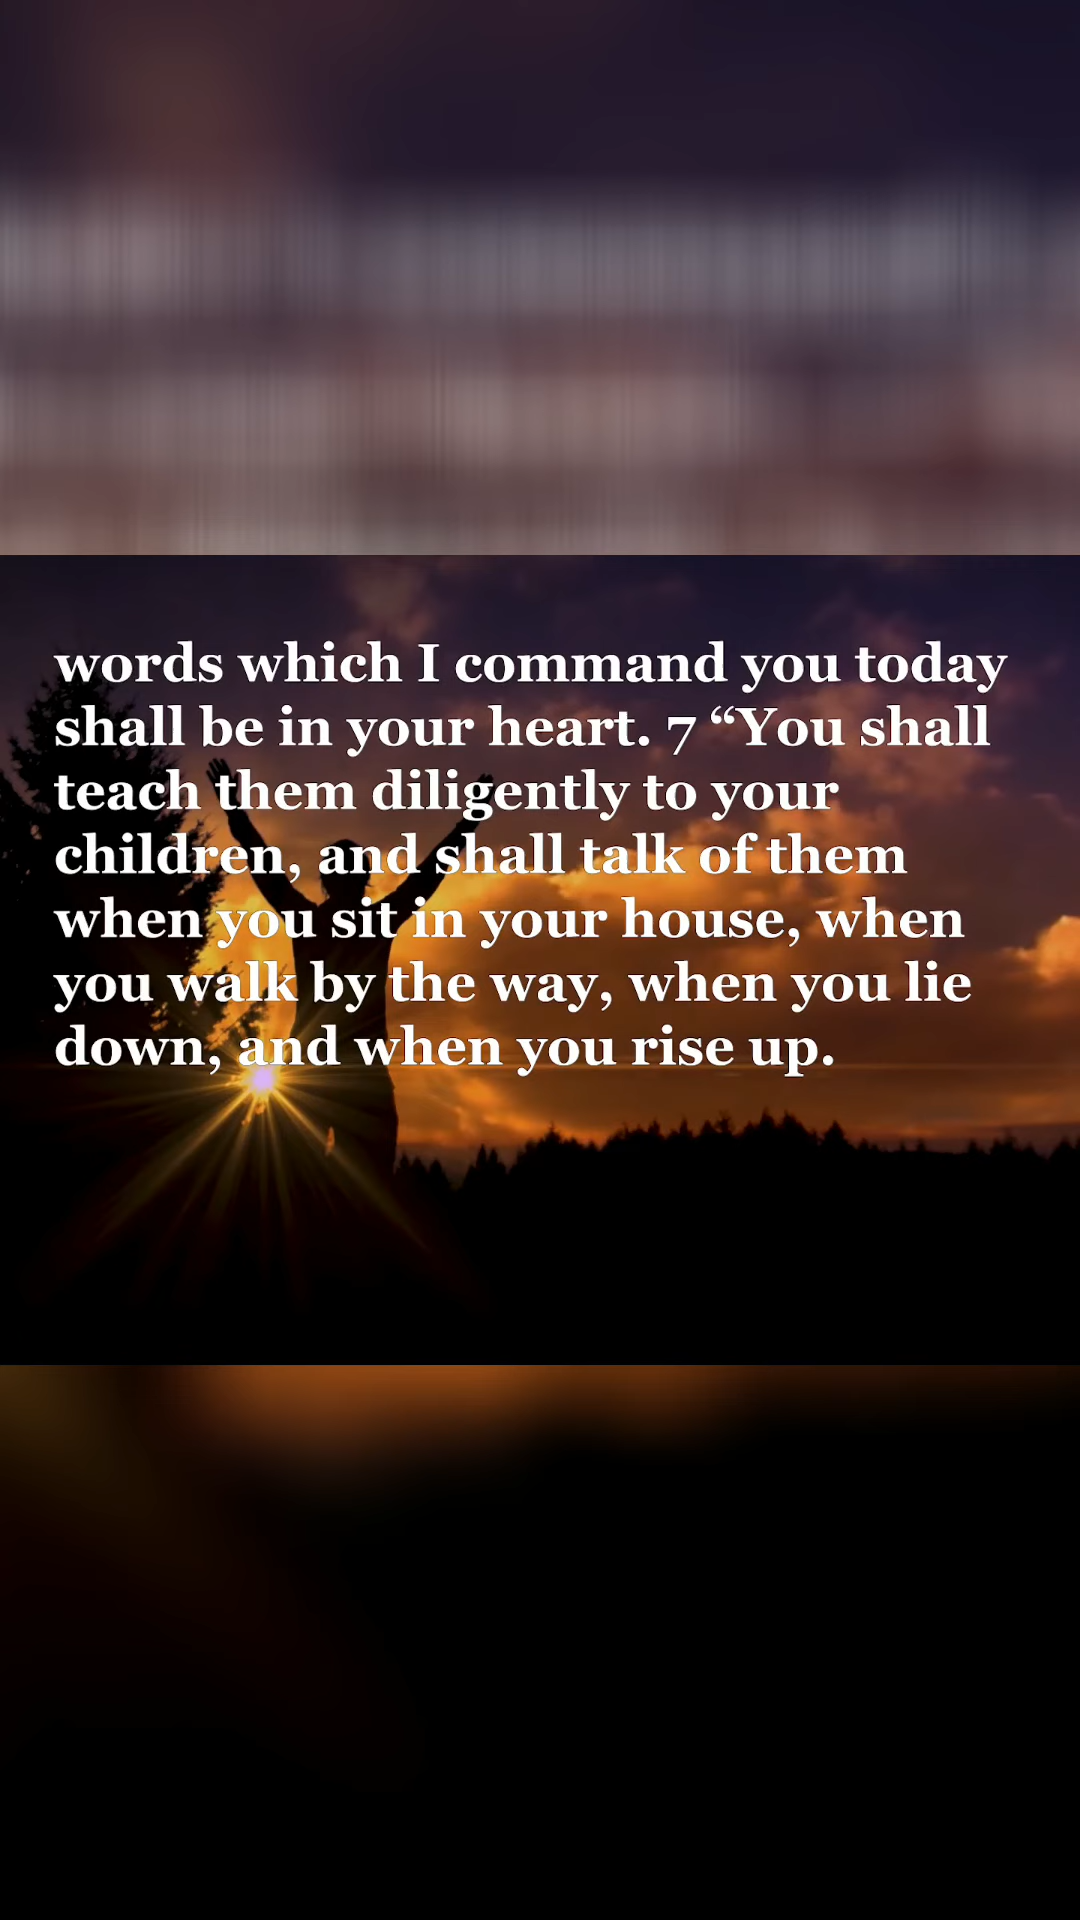 words which I command you today
shall be in your heart. 7 “You shall
teach them diligently to your
children, and shall talk of them
when you sit in your house, when
you walk by the way, when you lie
down, and when you rise up.